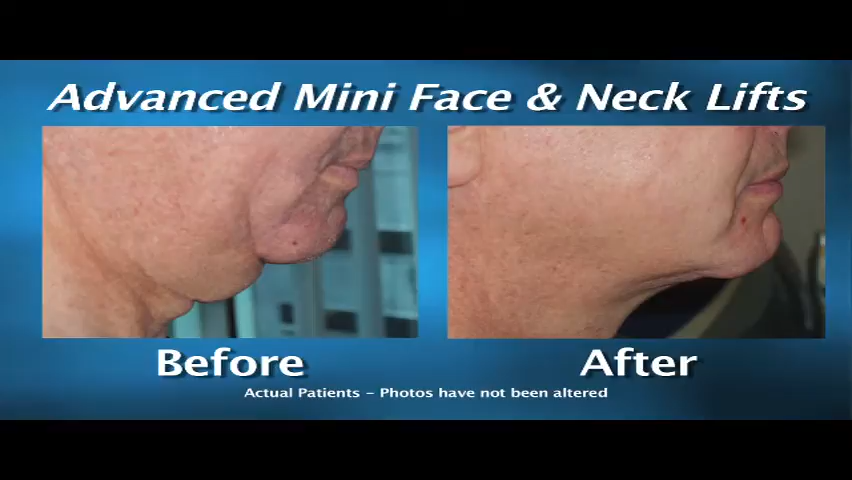 Advanced Mini Face & Neck Lifts
Before
After
Actual Patients - Photos have not been altered